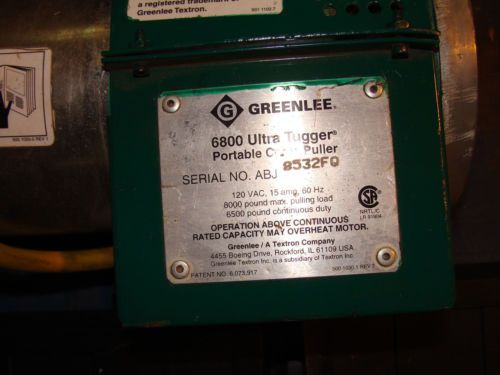 a registered trademark of
Greenlee Textron.
G GREENLEE.
6800 Ultra Tugger®
Portable Puller
SERIAL NO. ABJ 9532FQ
120 VAC, 15 amp, 60 Hz
8000 pound max. pulling load
6500 pound continuous duty
SA
NRTL/C
OPERATION ABOVE CONTINUOUS
RATED CAPACITY MAY OVERHEAT MOTOR.
Greenlee / A Textron Company
4455 Boeing Drive, Rockford, IL 61109 USA
Greenlee Textron Inc. is a subsidiary of Textron Inc.
PATENT NO. 6,073,917